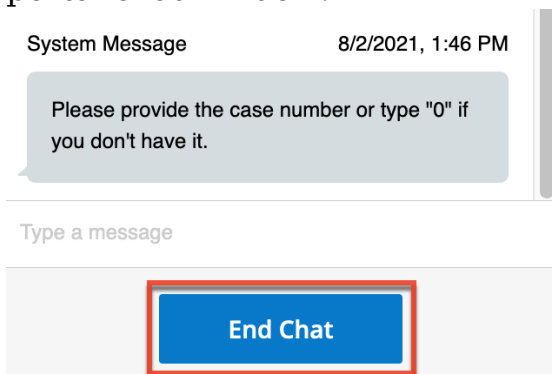 System Message 8/2/2021, 1:46 PM
Please provide the case number or type "0" if
you don't have it.
Type a message
End Chat